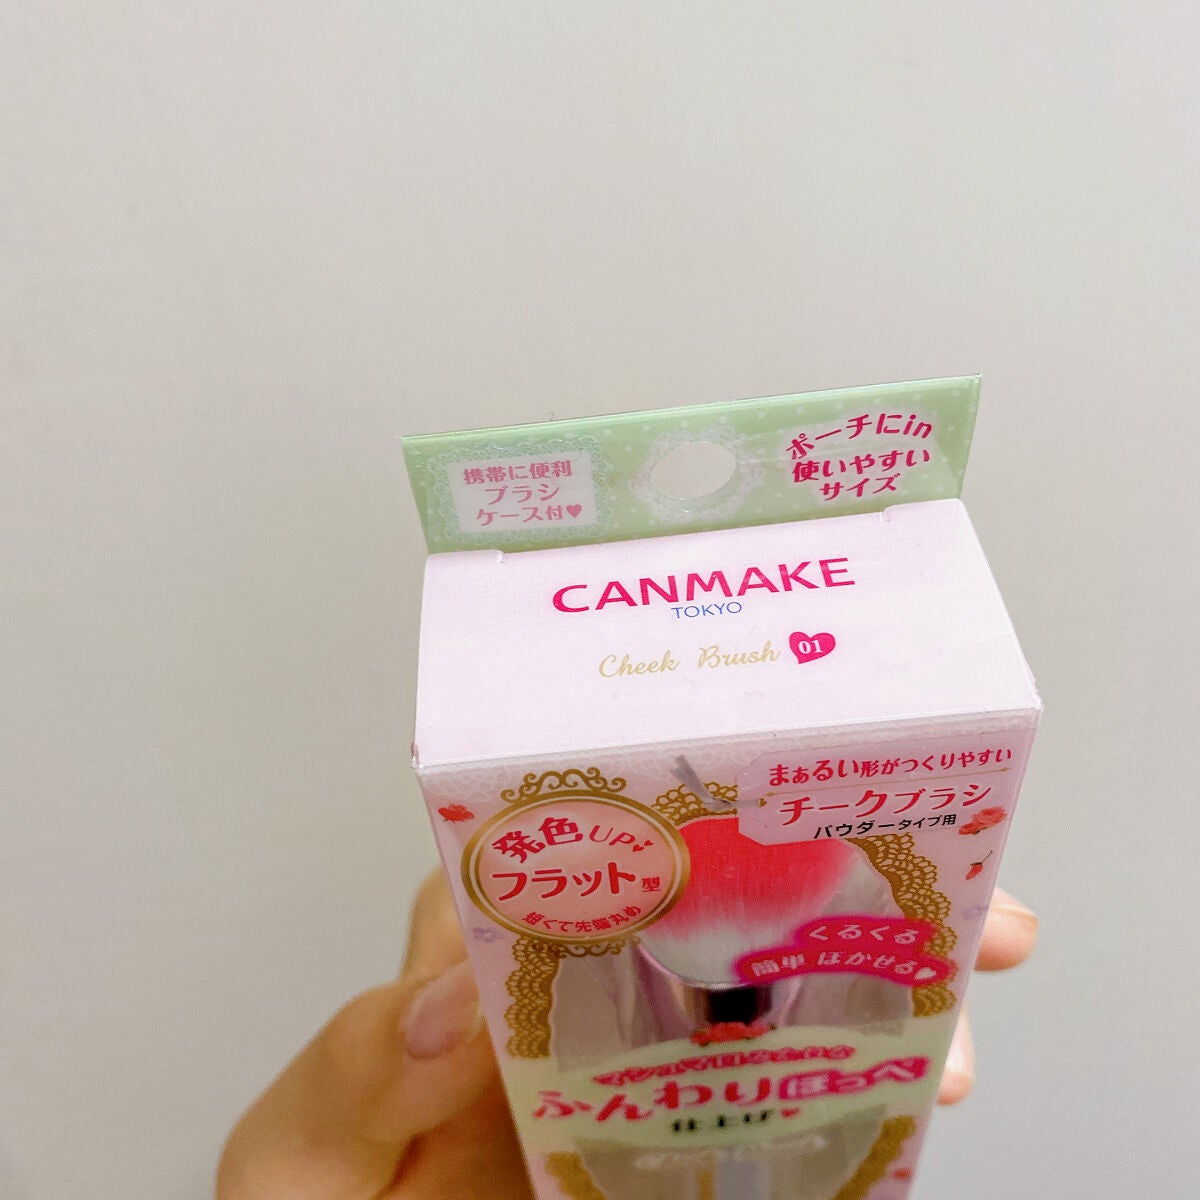 携帯に便利
ブラシ
ケース付♥
ポーチにin
使いやすい
サイズ
CANMAKE
TOKYO
Cheek Brush 01
まぁるい形がつくりやすい
チークブラシ
パウダータイプ用
発色UP
フラット型
短くて先端丸め
くるくる
簡単 ぼかせる♥
ふんわりほっぺ
仕上げ♥